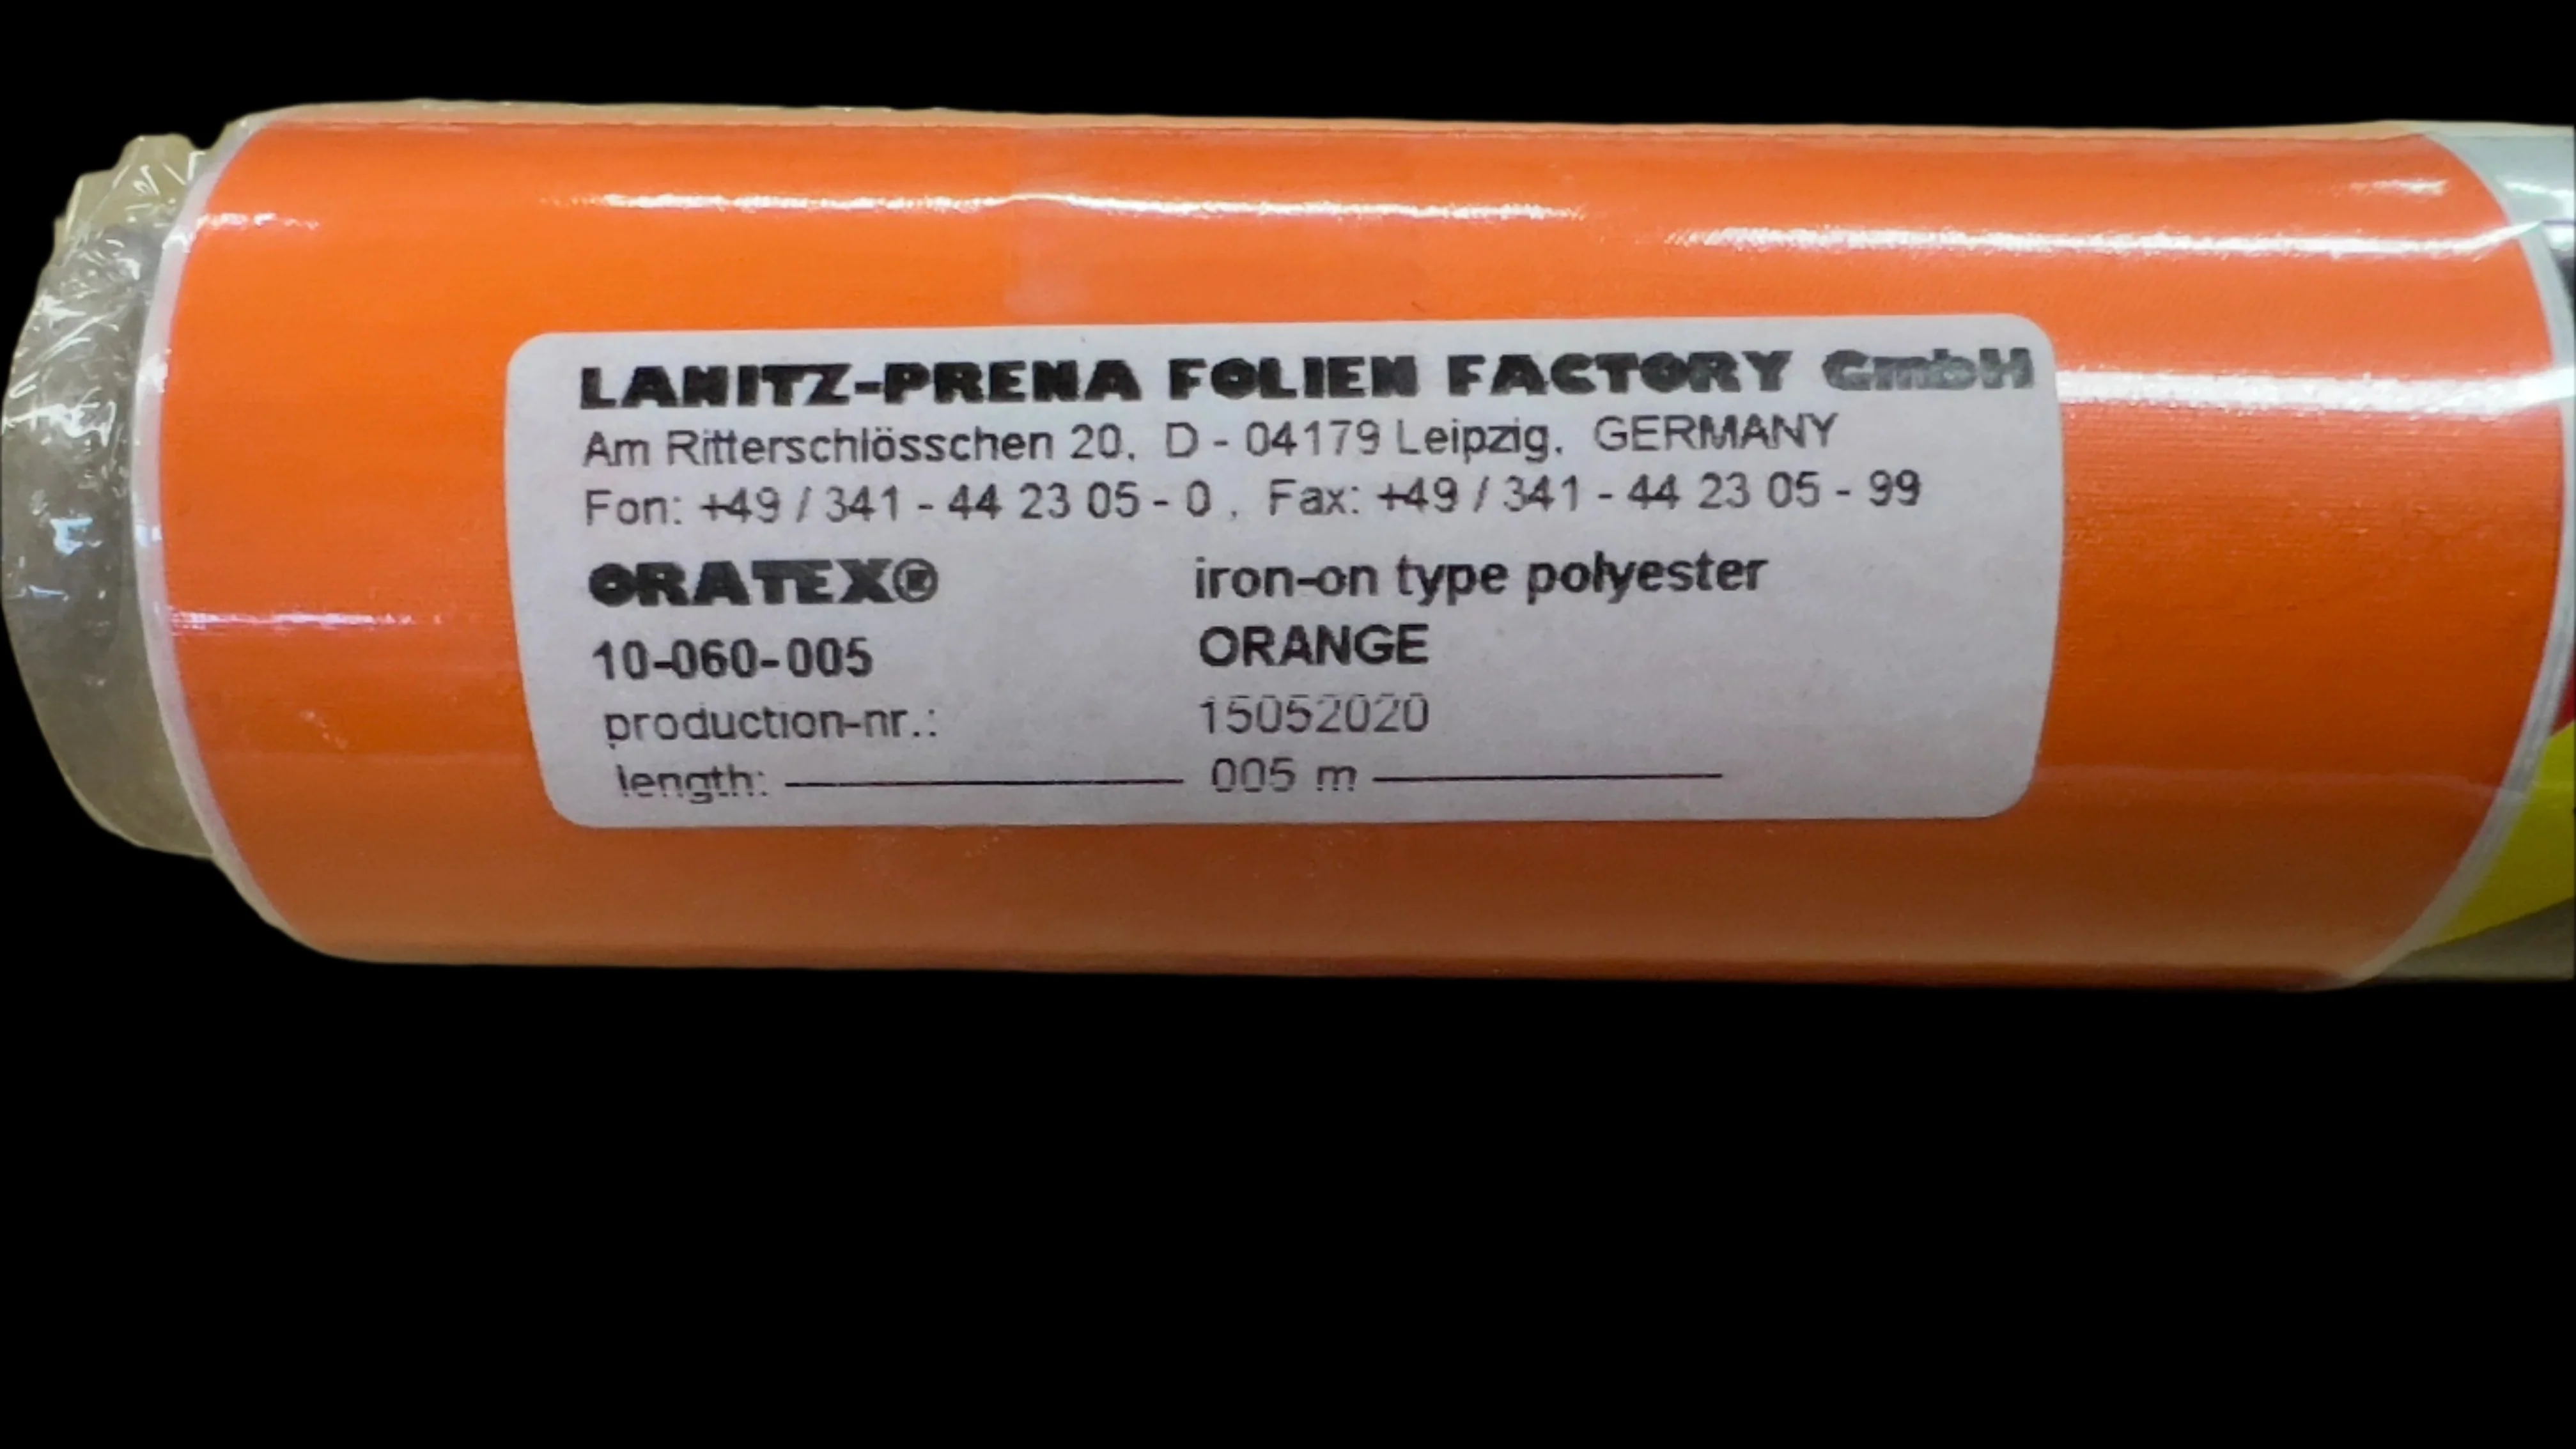 LANITZ-PRENA FOLIEN FACTORY GmbH
Am Ritterschlösschen 20, D - 04179 Leipzig, GERMANY
Fon: +49 / 341 - 44 23 05 - 0 , Fax: +49 / 341 - 44 23 05 - 99
ORATEX® iron-on type polyester
10-060-005 ORANGE
production-nr.: 15052020
length: 005 m